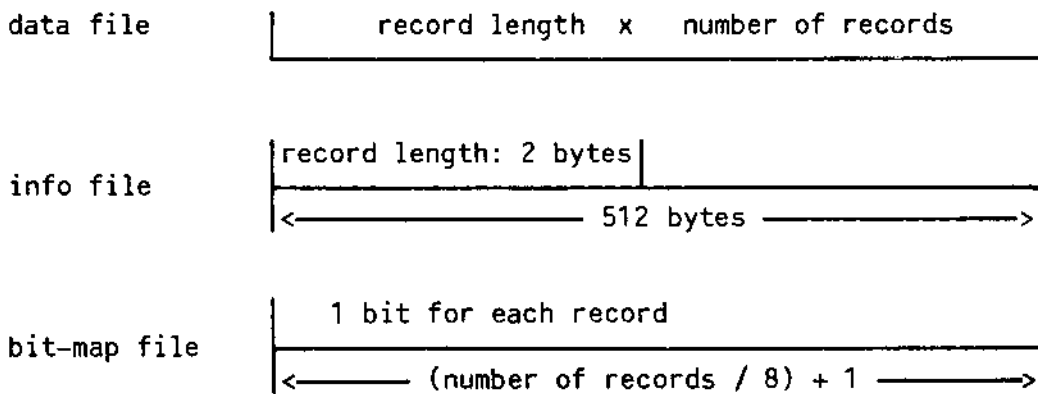 data file record length x number of records
record length: 2 bytes
info file
512 bytes
1 bit for each record
bit-map file
(number of records / 8) + 1